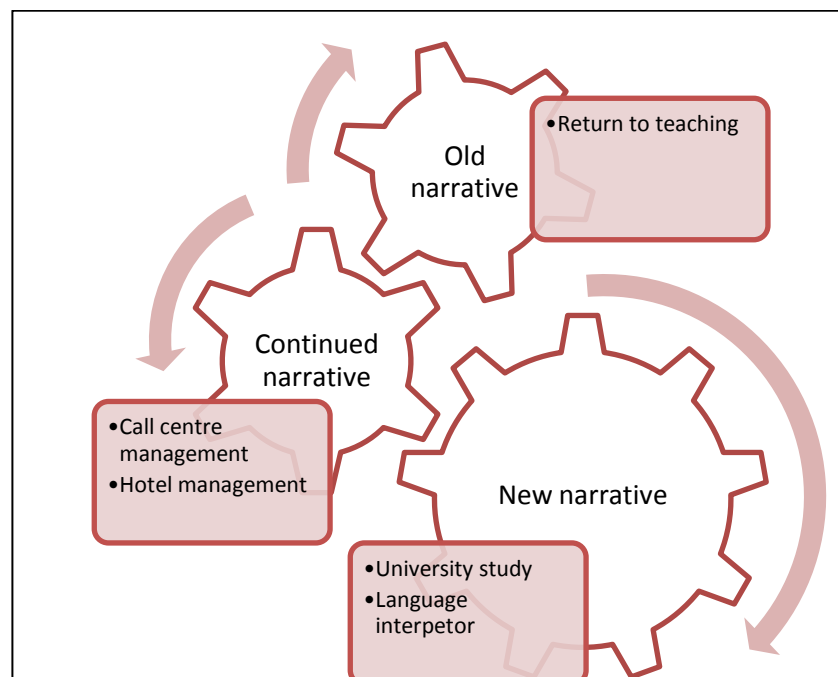 Old
narrative
•Return to teaching
Continued
narrative
•Call centre
management
•Hotel management
New narrative
•University study
•Language
interpetor